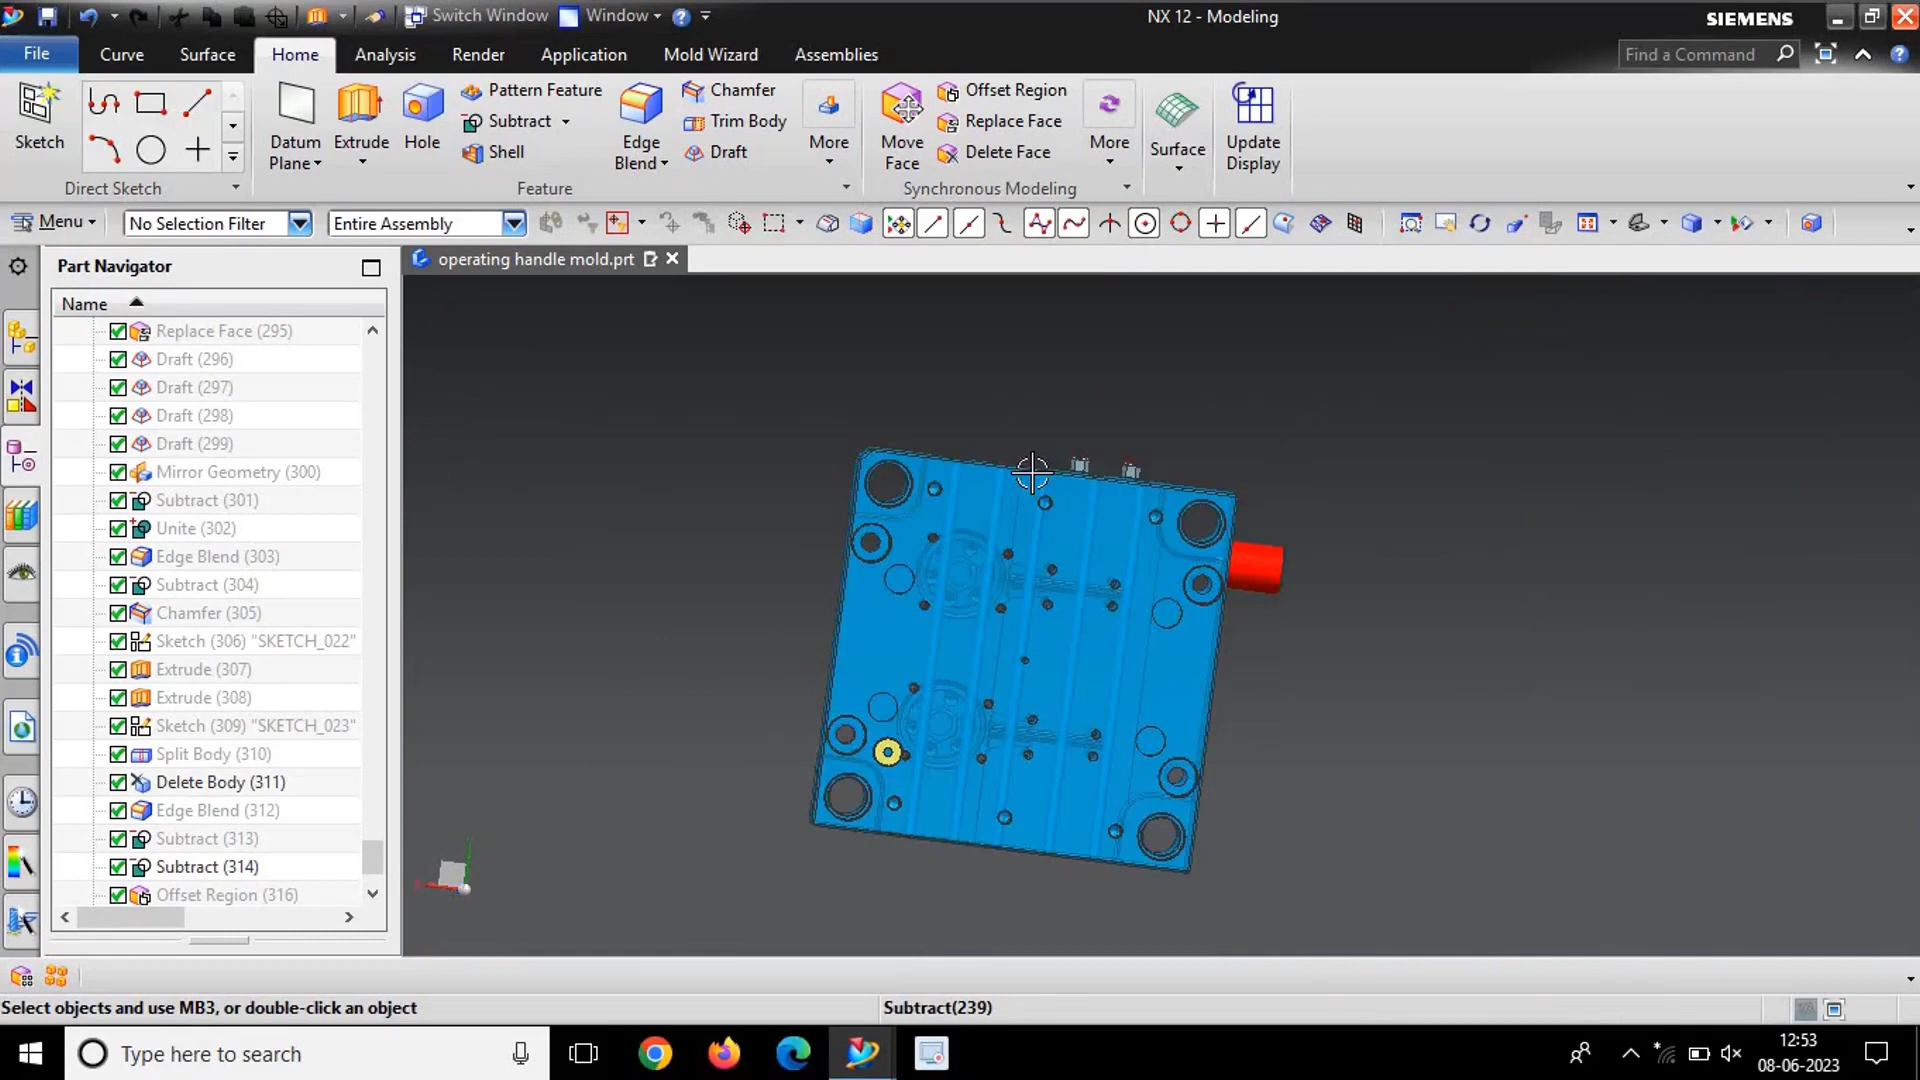 Switch Window
Window
NX 12 - Modeling
SIEMENS
File
Curve
Surface
Home
Analysis
Render
Application
Mold Wizard
Assemblies
Find a Command
Sketch
Direct Sketch
Datum
Plane
Extrude
Hole
Pattern Feature
Subtract
Shell
Edge
Blend
Chamfer
Trim Body
Draft
More
Feature
Move
Face
Offset Region
Replace Face
Delete Face
More
Synchronous Modeling
Surface
Update
Display
Menu
No Selection Filter
Entire Assembly
Part Navigator
operating handle mold.prt
Name
Replace Face (295)
Draft (296)
Draft (297)
Draft (298)
Draft (299)
Mirror Geometry (300)
Subtract (301)
Unite (302)
Edge Blend (303)
Subtract (304)
Chamfer (305)
Sketch (306) "SKETCH_022"
Extrude (307)
Extrude (308)
Sketch (309) "SKETCH_023"
Split Body (310)
Delete Body (311)
Edge Blend (312)
Subtract (313)
Subtract (314)
Offset Region (316)
Select objects and use MB3, or double-click an object
Subtract(239)
Type here to search
12:53
08-06-2023